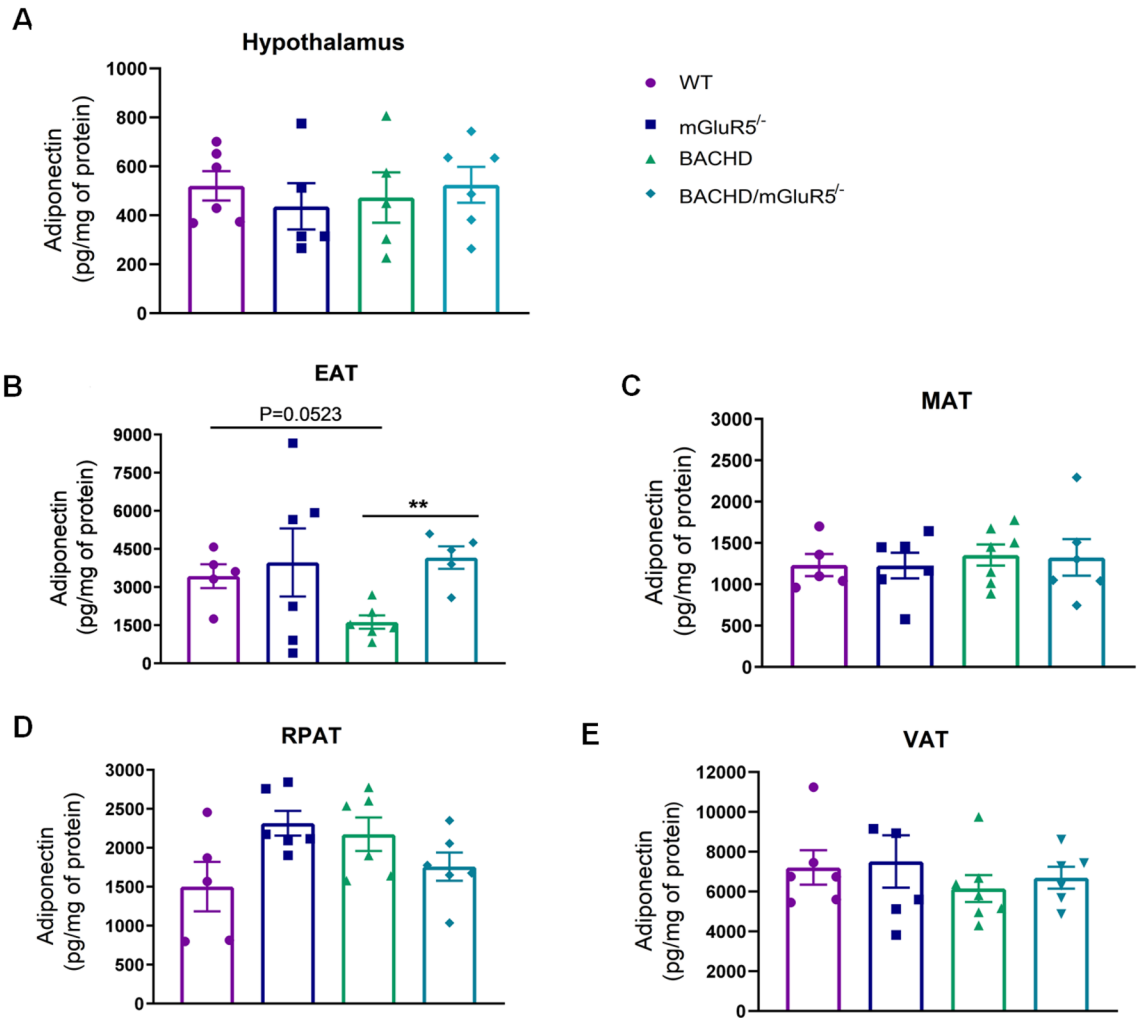 A
Hypothalamus
Adiponectin
(pg/mg of protein)
1000
800
600
400
200
0
WT
mGluR5/-
BACHD
BACHD/mGluR5/-
B
EAT
P=0.0523
**
Adiponectin
(pg/mg of protein)
9000
7500
6000
4500
3000
1500
0
C
MAT
Adiponectin
(pg/mg of protein)
3000
2500
2000
1500
1000
500
0
D
RPAT
Adiponectin
(pg/mg of protein)
3000
2500
2000
1500
1000
500
0
E
VAT
Adiponectin
(pg/mg of protein)
12000
10000
8000
6000
4000
2000
0